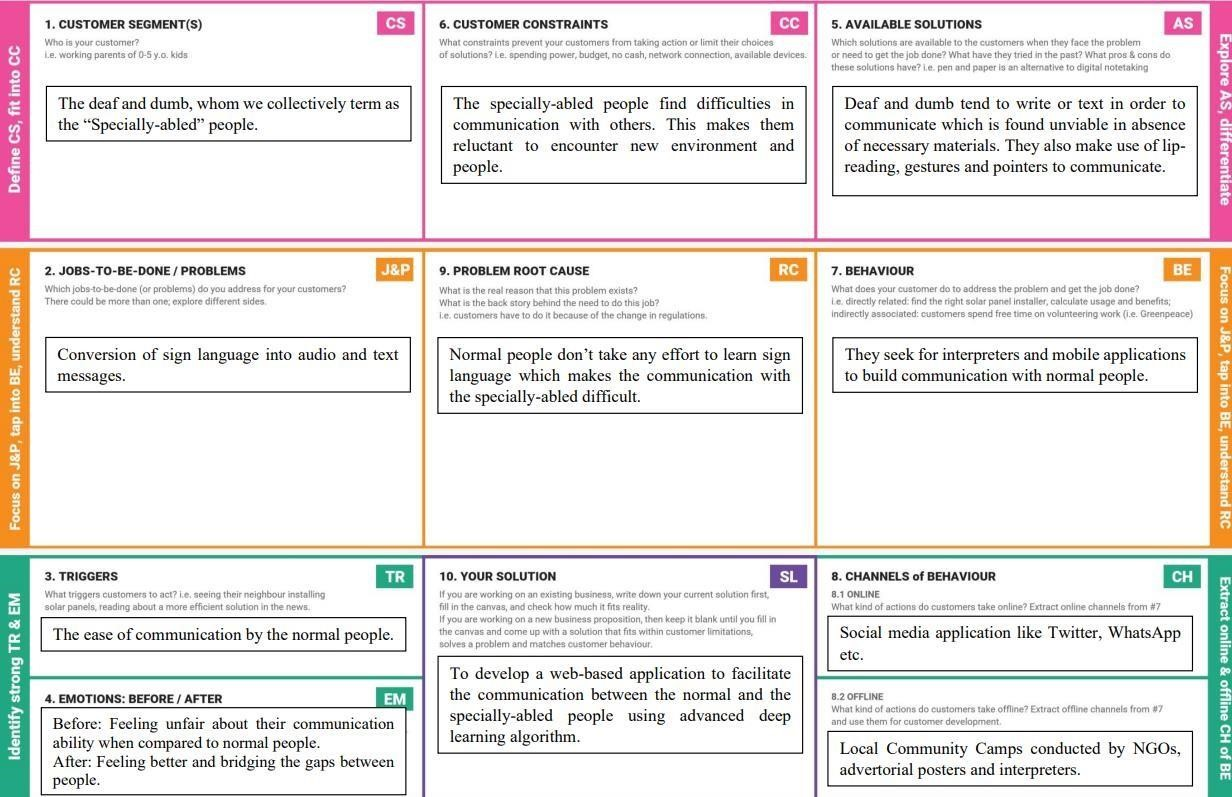 Define CS, fit into CC
1. CUSTOMER SEGMENT(S)
CS
Who is your customer?
i.e. working parents of 0-5 y.o. kids
The deaf and dumb, whom we collectively term as
the “Specially-abled” people.
6. CUSTOMER CONSTRAINTS
CC
What constraints prevent your customers from taking action or limit their choices
of solutions? i.e. spending power, budget, no cash, network connection, available devices.
The specially-abled people find difficulties in
communication with others. This makes them
reluctant to encounter new environment and
people.
5. AVAILABLE SOLUTIONS
AS
Which solutions are available to the customers when they face the problem
or need to get the job done? What have they tried in the past? What pros & cons do
these solutions have? i.e. pen and paper is an alternative to digital notetaking
Deaf and dumb tend to write or text in order to
communicate which is found unviable in absence
of necessary materials. They also make use of lip-
reading, gestures and pointers to communicate.
Explore AS, differentiate
Focus on J&P, tap into BE, understand RC
2. JOBS-TO-BE-DONE / PROBLEMS
J&P
Which jobs-to-be-done (or problems) do you address for your customers?
There could be more than one; explore different sides.
Conversion of sign language into audio and text
messages.
9. PROBLEM ROOT CAUSE
RC
What is the real reason that this problem exists?
What is the back story behind the need to do this job?
i.e. customers have to do it because of the change in regulations.
Normal people don’t take any effort to learn sign
language which makes the communication with
the specially-abled difficult.
7. BEHAVIOUR
BE
What does your customer do to address the problem and get the job done?
i.e. directly related: find the right solar panel installer, calculate usage and benefits;
indirectly associated: customers spend free time on volunteering work (i.e. Greenpeace)
They seek for interpreters and mobile applications
to build communication with normal people.
Focus on J&P, tap into BE, understand RC
Identify strong TR & EM
3. TRIGGERS
TR
What triggers customers to act? i.e. seeing their neighbour installing
solar panels, reading about a more efficient solution in the news.
The ease of communication by the normal people.
4. EMOTIONS: BEFORE / AFTER
EM
Before: Feeling unfair about their communication
ability when compared to normal people.
After: Feeling better and bridging the gaps between
people.
10. YOUR SOLUTION
SL
If you are working on an existing business, write down your current solution first,
fill in the canvas, and check how much it fits reality.
If you are working on a new business proposition, then keep it blank until you fill in
the canvas and come up with a solution that fits within customer limitations,
solves a problem and matches customer behaviour.
To develop a web-based application to facilitate
the communication between the normal and the
specially-abled people using advanced deep
learning algorithm.
8. CHANNELS of BEHAVIOUR
CH
8.1 ONLINE
What kind of actions do customers take online? Extract online channels from #7
Social media application like Twitter, WhatsApp
etc.
8.2 OFFLINE
What kind of actions do customers take offline? Extract offline channels from #7
and use them for customer development.
Local Community Camps conducted by NGOs,
advertorial posters and interpreters.
Extract online & offline CH of BE